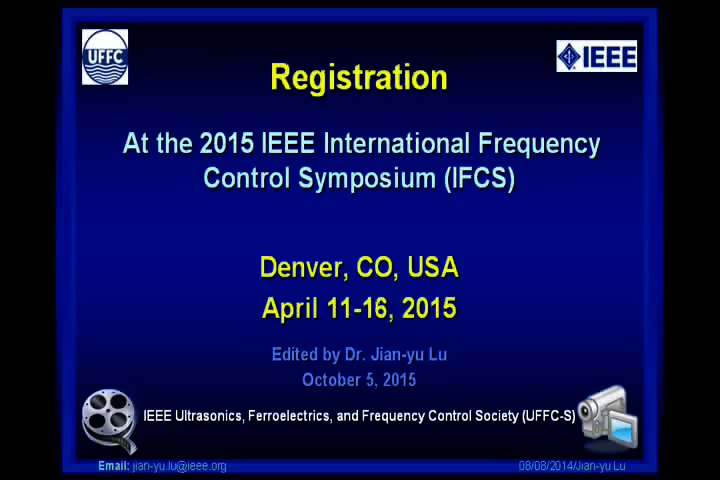 UFFC
IEEE
Registration
At the 2015 IEEE International Frequency
Control Symposium (IFCS)
Denver, CO, USA
April 11-16, 2015
Edited by Dr. Jian-yu Lu
October 5, 2015
IEEE Ultrasonics, Ferroelectrics, and Frequency Control Society (UFFC-S)
Email: jian-yu.lu@ieee.org
08/08/2014/Jian-yu Lu